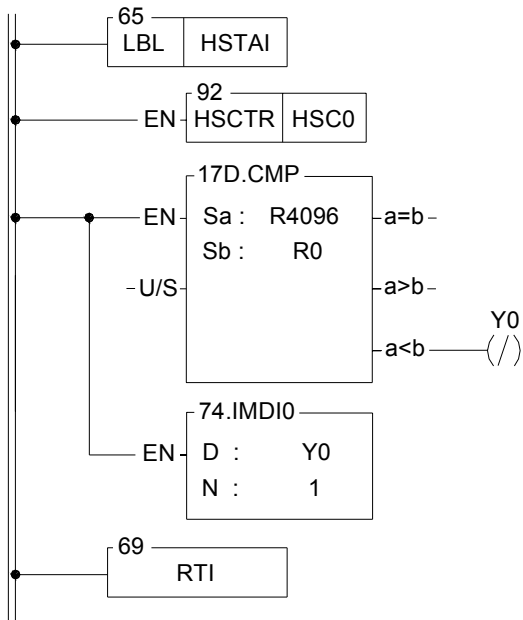 65
LBL HSTAI
92
EN HSCTR HSC0
17D.CMP
EN Sa : R4096 a=b
Sb : R0
U/S a>b
Y0
a<b (/)
74.IMDI0
EN D : Y0
N : 1
69
RTI